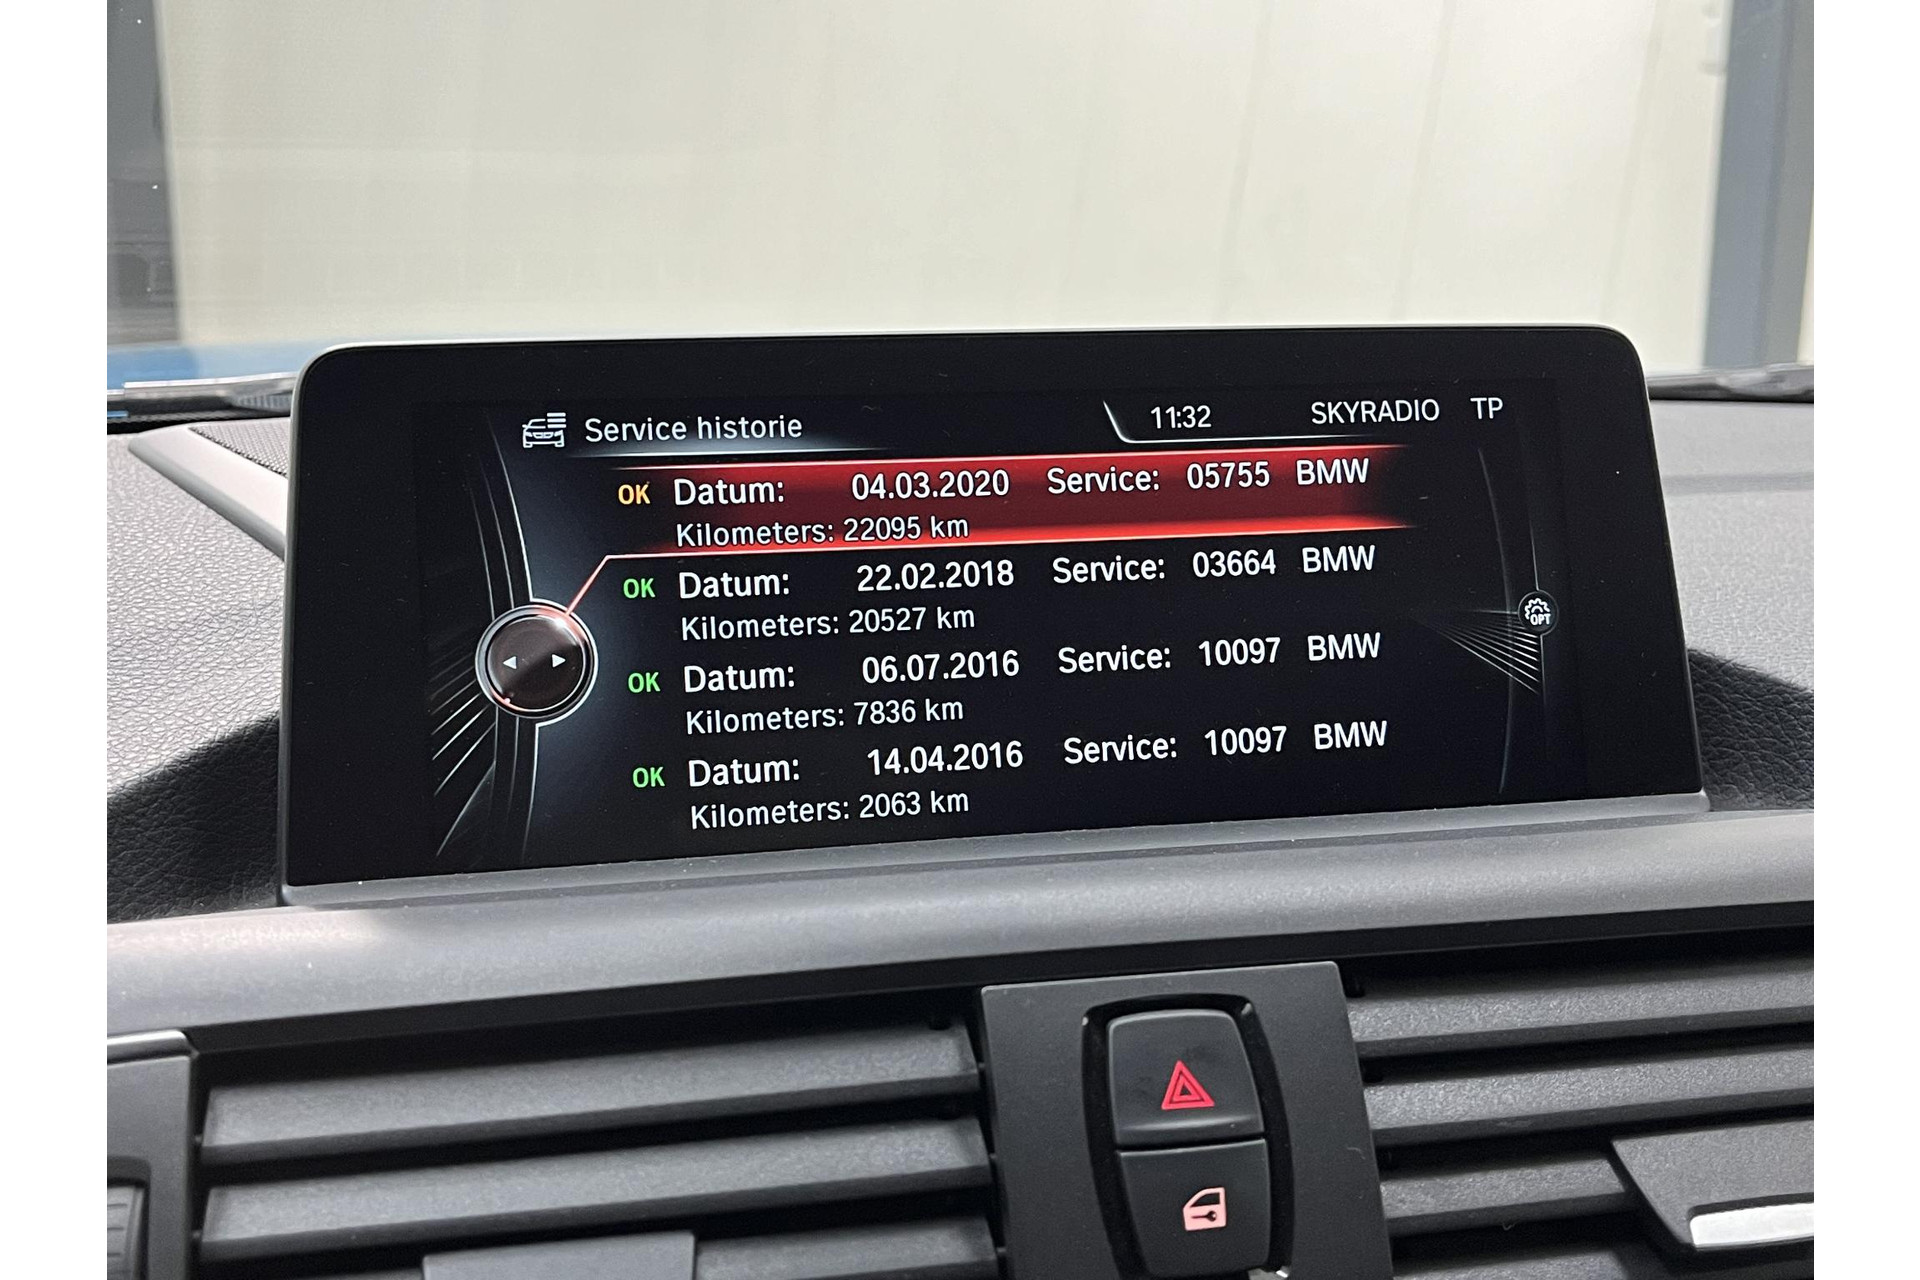 Service historie 11:32 SKYRADIO TP
OK Datum: 04.03.2020 Service: 05755 BMW
Kilometers: 22095 km
OK Datum: 22.02.2018 Service: 03664 BMW
Kilometers: 20527 km
OK Datum: 06.07.2016 Service: 10097 BMW
OPT
Kilometers: 7836 km
OK Datum: 14.04.2016 Service: 10097 BMW
Kilometers: 2063 km